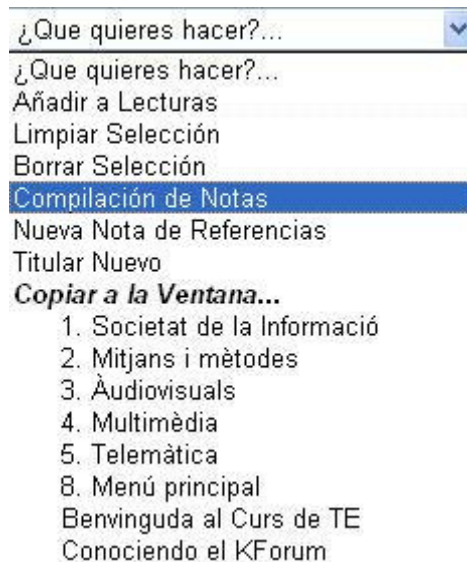 ¿Que quieres hacer?...
¿Que quieres hacer?...
Añadir a Lecturas
Limpiar Selección
Borrar Selección
Compilación de Notas
Nueva Nota de Referencias
Titular Nuevo
Copiar a la Ventana...
1. Societat de la Informació
2. Mitjans i mètodes
3. Àudiovisuals
4. Multimèdia
5. Telemàtica
8. Menú principal
Benvinguda al Curs de TE
Conociendo el KForum